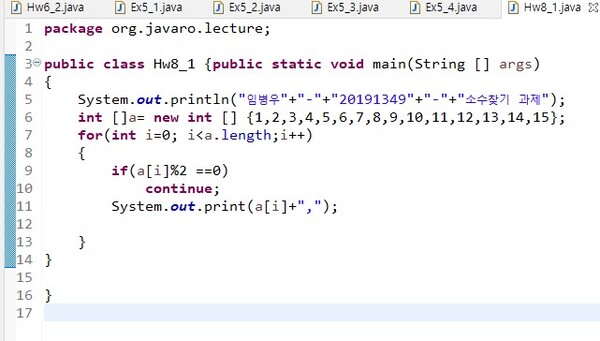 Hw6_2.java Ex5_1.java Ex5_2.java Ex5_3.java Ex5_4.java Hw8_1.java
1 package org.javaro.lecture;
2
3 public class Hw8_1 {public static void main(String [] args)
4 {
5 System.out.println("임병우"+"-"+"20191349"+"-"+"소수찾기 과제");
6 int []a= new int [] {1,2,3,4,5,6,7,8,9,10,11,12,13,14,15};
7 for(int i=0; i<a.length;i++)
8 {
9 if(a[i]%2 ==0)
10 continue;
11 System.out.print(a[i]+",");
12
13 }
14 }
15
16 }
17